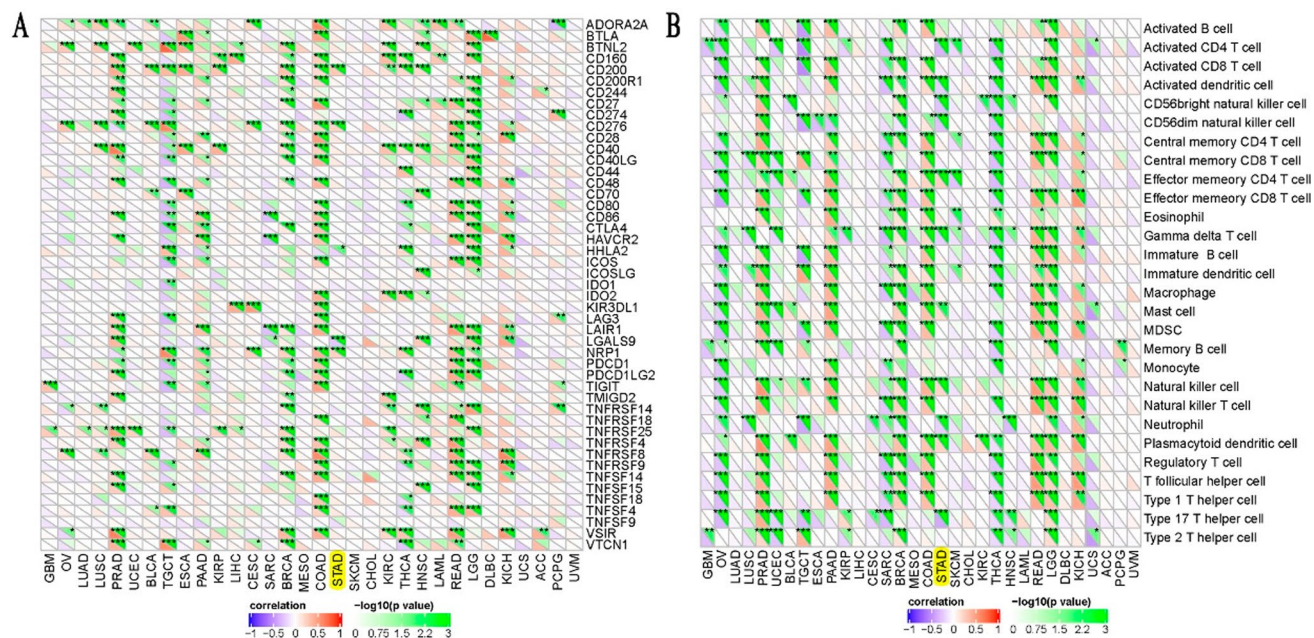 A
ADORA2A
BTLA
BTNL2
CD160
CD200
CD200R1
CD244
CD27
CD274
CD276
CD28
CD40
CD40LG
CD44
CD48
CD70
CD80
CD86
CTLA4
HAVCR2
HHLA2
ICOS
ICOSLG
IDO1
IDO2
KIR3DL1
LAG3
LAIR1
LGALS9
NRP1
PDCD1
PDCD1LG2
TIGIT
TMIGD2
TNFRSF14
TNFRSF18
TNFRSF25
TNFRSF4
TNFRSF8
TNFRSF9
TNFSF14
TNFSF15
TNFSF18
TNFSF4
TNFSF9
VSIR
VTCN1
GBM
OV
LUAD
LUSC
PRAD
UCEC
BLCA
TGCT
ESCA
PAAD
KIRP
LIHC
CESC
SARC
BRCA
MESO
COAD
STAD
SKCM
CHOL
KIRC
THCA
HNSC
LAML
READ
LGG
DLBC
KICH
UCS
ACC
PCPG
UVM
correlation
−1 −0.5 0 0.5 1
−log10(p value)
0 0.75 1.5 2.2 3
B
Activated B cell
Activated CD4 T cell
Activated CD8 T cell
Activated dendritic cell
CD56bright natural killer cell
CD56dim natural killer cell
Central memory CD4 T cell
Central memory CD8 T cell
Effector memeory CD4 T cell
Effector memeory CD8 T cell
Eosinophil
Gamma delta T cell
Immature B cell
Immature dendritic cell
Macrophage
Mast cell
MDSC
Memory B cell
Monocyte
Natural killer cell
Natural killer T cell
Neutrophil
Plasmacytoid dendritic cell
Regulatory T cell
T follicular helper cell
Type 1 T helper cell
Type 17 T helper cell
Type 2 T helper cell
GBM
OV
LUAD
LUSC
PRAD
UCEC
BLCA
TGCT
ESCA
PAAD
KIRP
LIHC
CESC
SARC
BRCA
MESO
COAD
STAD
SKCM
CHOL
KIRC
THCA
HNSC
LAML
READ
LGG
DLBC
KICH
UCS
ACC
PCPG
UVM
correlation
−1 −0.5 0 0.5 1
−log10(p value)
0 0.75 1.5 2.2 3